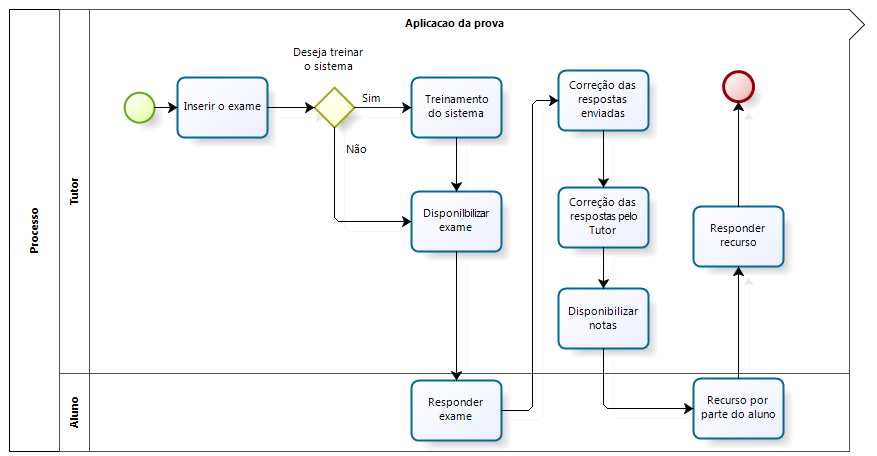 Aplicacao da prova
Processo
Tutor
Deseja treinar
o sistema
Inserir o exame
Sim
Treinamento
do sistema
Não
Disponilbilizar
exame
Correção das
respostas
enviadas
Correção das
respostas pelo
Tutor
Disponibilizar
notas
Responder
recurso
Aluno
Responder
exame
Recurso por
parte do aluno